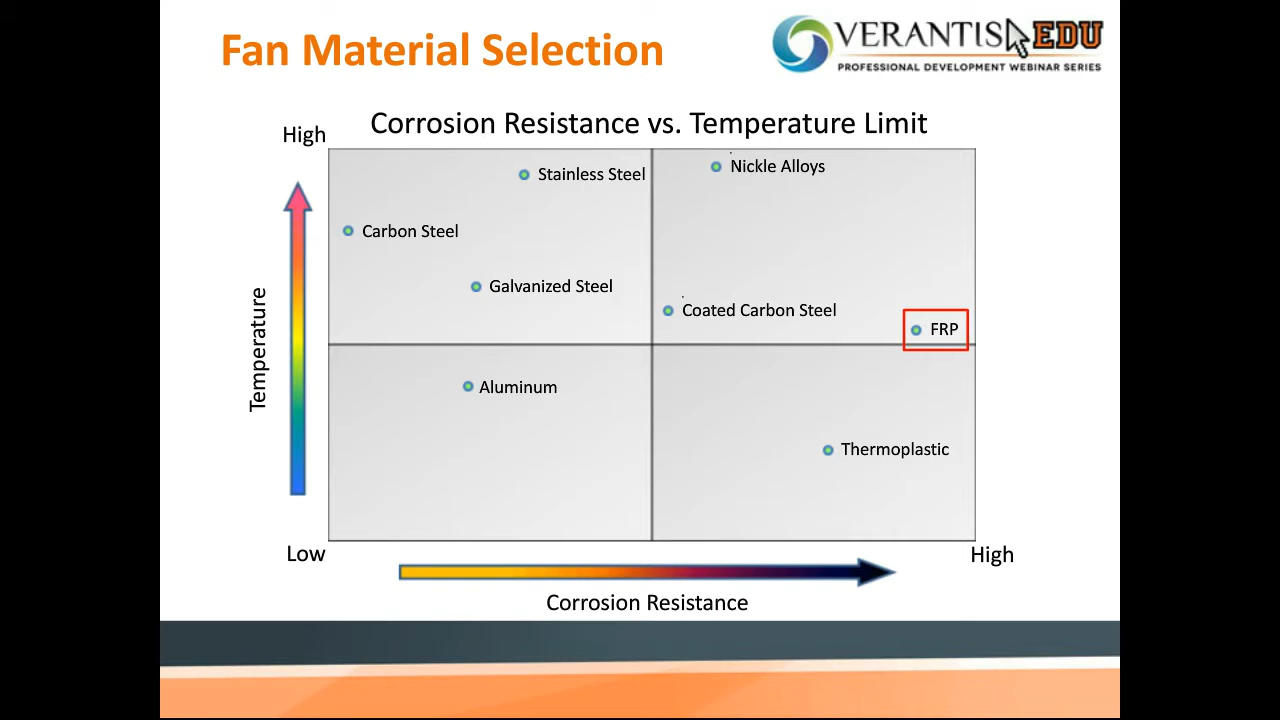 Fan Material Selection
VERANTIS EDU
PROFESSIONAL DEVELOPMENT WEBINAR SERIES
Corrosion Resistance vs. Temperature Limit
High
Stainless Steel
Nickle Alloys
Carbon Steel
Galvanized Steel
Coated Carbon Steel
FRP
Temperature
Aluminum
Thermoplastic
Low
High
Corrosion Resistance